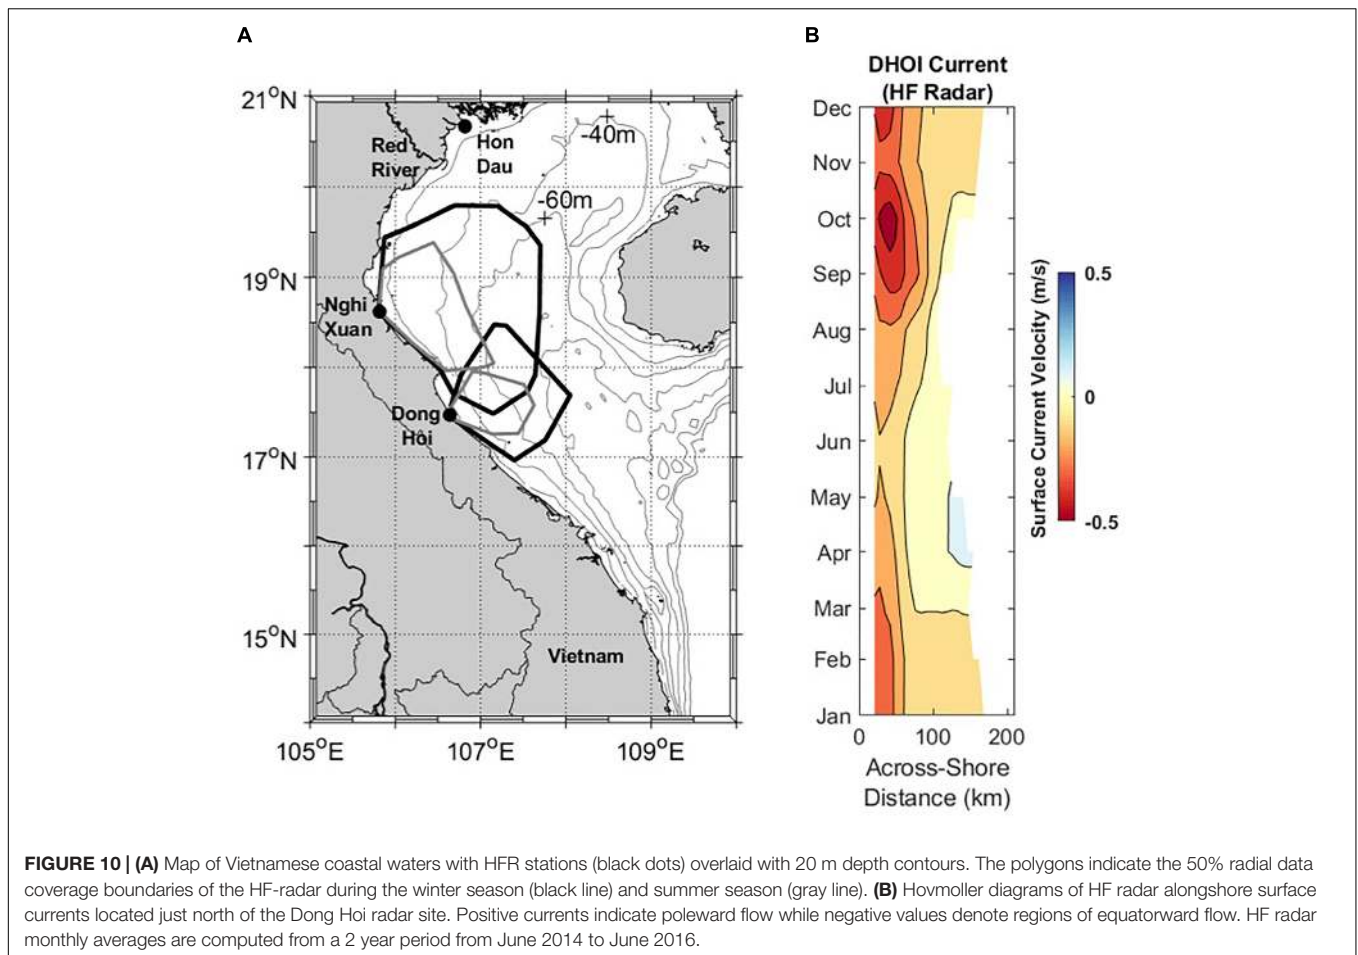 A
21°N
19°N
17°N
15°N
105°E
107°E
109°E
Red
River
Hon
Dau
-40m
-60m
Nghi
Xuan
Dong
Hôi
Vietnam
B
DHOI Current
(HF Radar)
Dec
Nov
Oct
Sep
Aug
Jul
Jun
May
Apr
Mar
Feb
Jan
0
100
200
Across-Shore
Distance (km)
Surface Current Velocity (m/s)
0.5
0
-0.5
FIGURE 10 | (A) Map of Vietnamese coastal waters with HFR stations (black dots) overlaid with 20 m depth contours. The polygons indicate the 50% radial data
coverage boundaries of the HF-radar during the winter season (black line) and summer season (gray line). (B) Hovmoller diagrams of HF radar alongshore surface
currents located just north of the Dong Hoi radar site. Positive currents indicate poleward flow while negative values denote regions of equatorward flow. HF radar
monthly averages are computed from a 2 year period from June 2014 to June 2016.